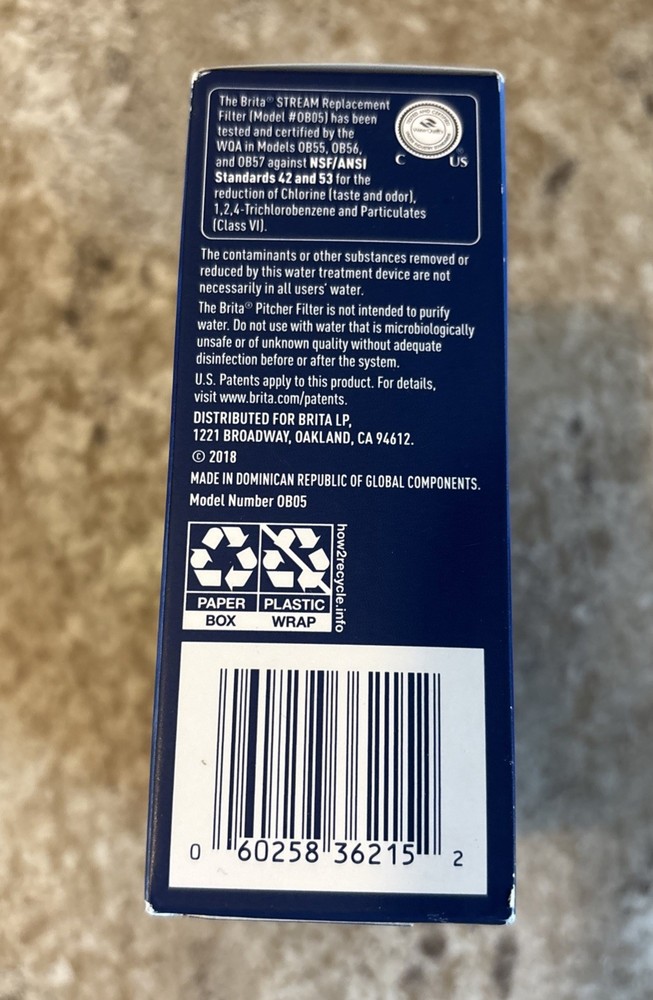 The Brita® STREAM Replacement
Filter (Model #OB05) has been
tested and certified by the
WQA in Models OB55, OB56,
and OB57 against NSF/ANSI
Standards 42 and 53 for the
reduction of Chlorine (taste and odor),
1,2,4-Trichlorobenzene and Particulates
(Class VI).
C US
The contaminants or other substances removed or
reduced by this water treatment device are not
necessarily in all users' water.
The Brita® Pitcher Filter is not intended to purify
water. Do not use with water that is microbiologically
unsafe or of unknown quality without adequate
disinfection before or after the system.
U.S. Patents apply to this product. For details,
visit www.brita.com/patents.
DISTRIBUTED FOR BRITA LP,
1221 BROADWAY, OAKLAND, CA 94612.
© 2018
MADE IN DOMINICAN REPUBLIC OF GLOBAL COMPONENTS.
Model Number OB05
PAPER PLASTIC
BOX WRAP
how2recycle.info
0 60258 36215 2